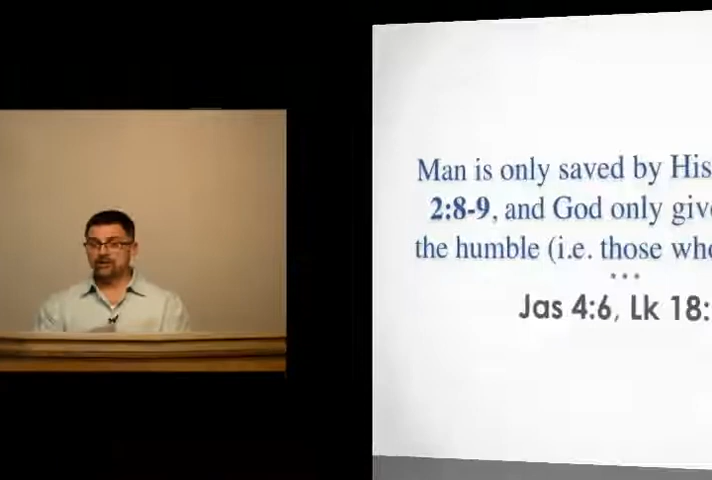 Man is only saved by His
2:8-9, and God only give
the humble (i.e. those who
...
Jas 4:6, Lk 18: